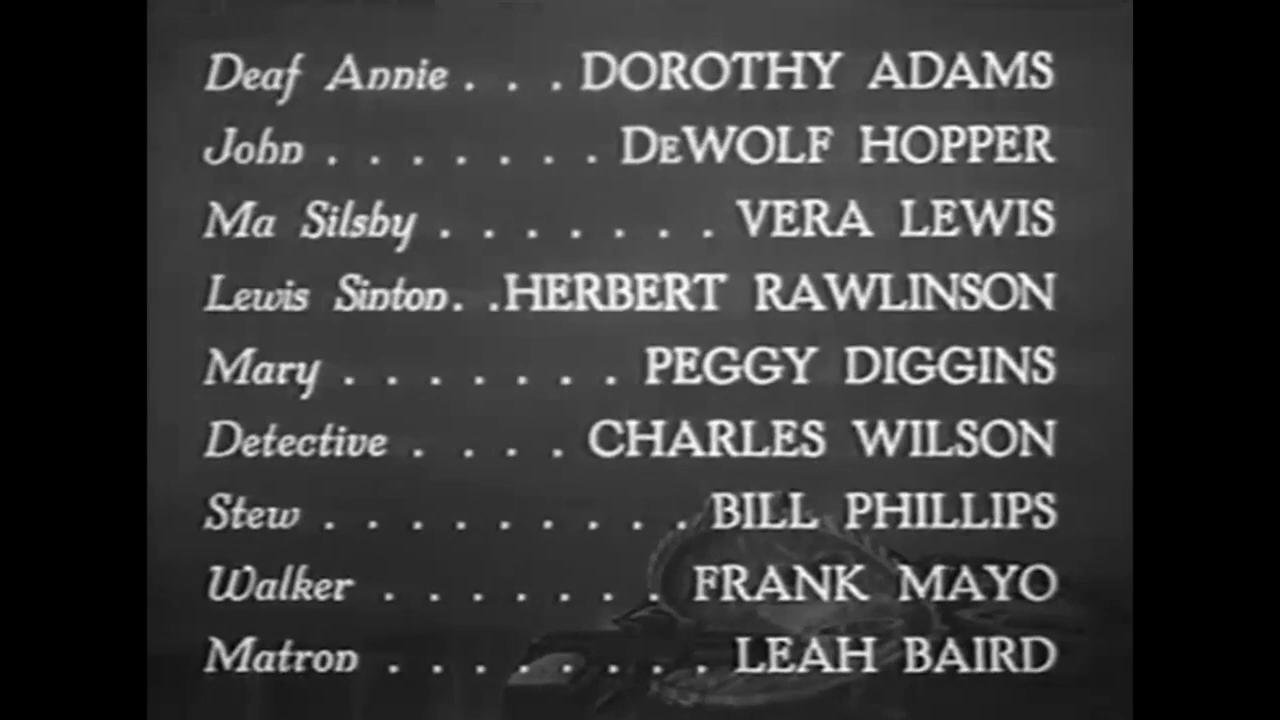 Deaf Annie . . . DOROTHY ADAMS
John . . . . . . . DeWOLF HOPPER
Ma Silsby . . . . . . . VERA LEWIS
Lewis Sinton. .HERBERT RAWLINSON
Mary . . . . . . . PEGGY DIGGINS
Detective . . . . CHARLES WILSON
Stew . . . . . . . . . BILL PHILLIPS
Walker . . . . . . . FRANK MAYO
Matron . . . . . . . . LEAH BAIRD